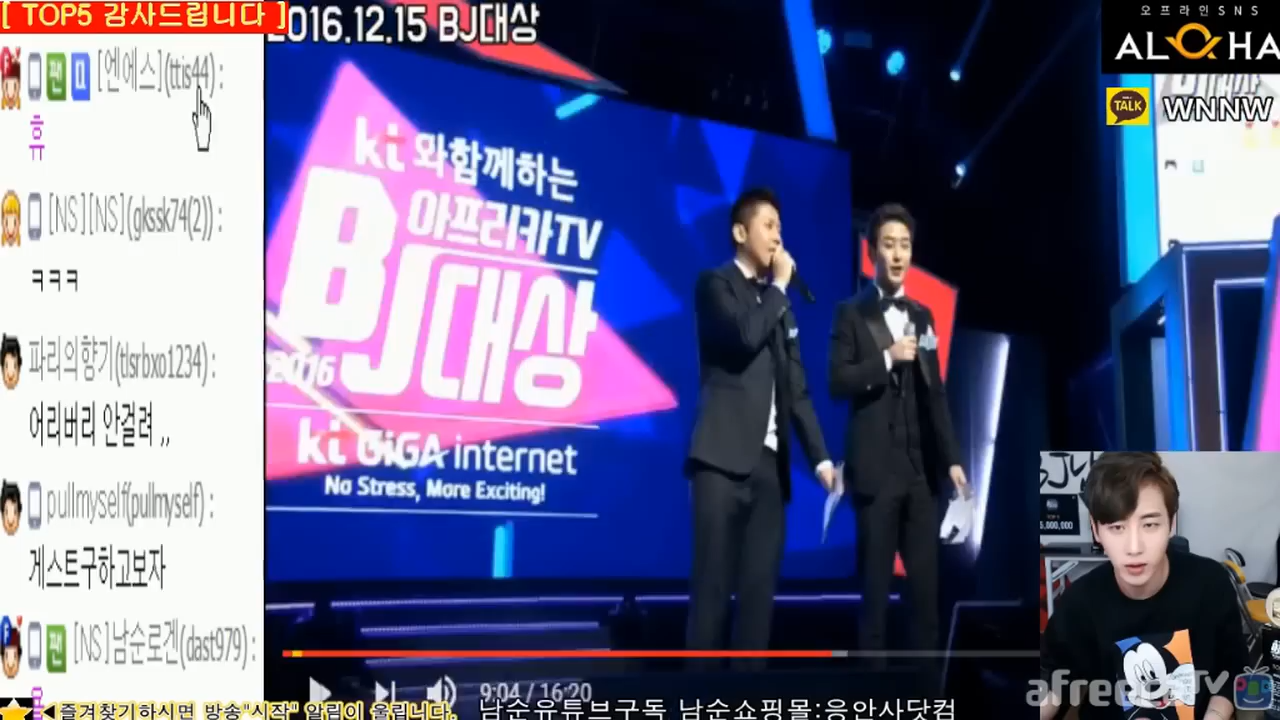 [ TOP5 감사드립니다 ]
2016.12.15 BJ대상
오프라인SNS
ALOHA
TALK
WNNW
[엔에스](ttis44) :
휴
[NS][NS](gkssk74(2)) :
ㅋㅋㅋ
파리의향기(tlsrbxo1234) :
어리버리 안걸려 ,,
pullmyself(pullmyself) :
게스트구하고보자
[NS]남순로겐(dast979) :
kt 와함께하는
아프리카TV
BJ대상
2016
kt GiGA internet
No Stress, More Exciting!
9:04 / 16:20
◀즐겨찾기하시면 방송"시작" 알림이 울립니다.
남순유튜브구독 남순쇼핑몰:응안사닷컴
afreecaTV